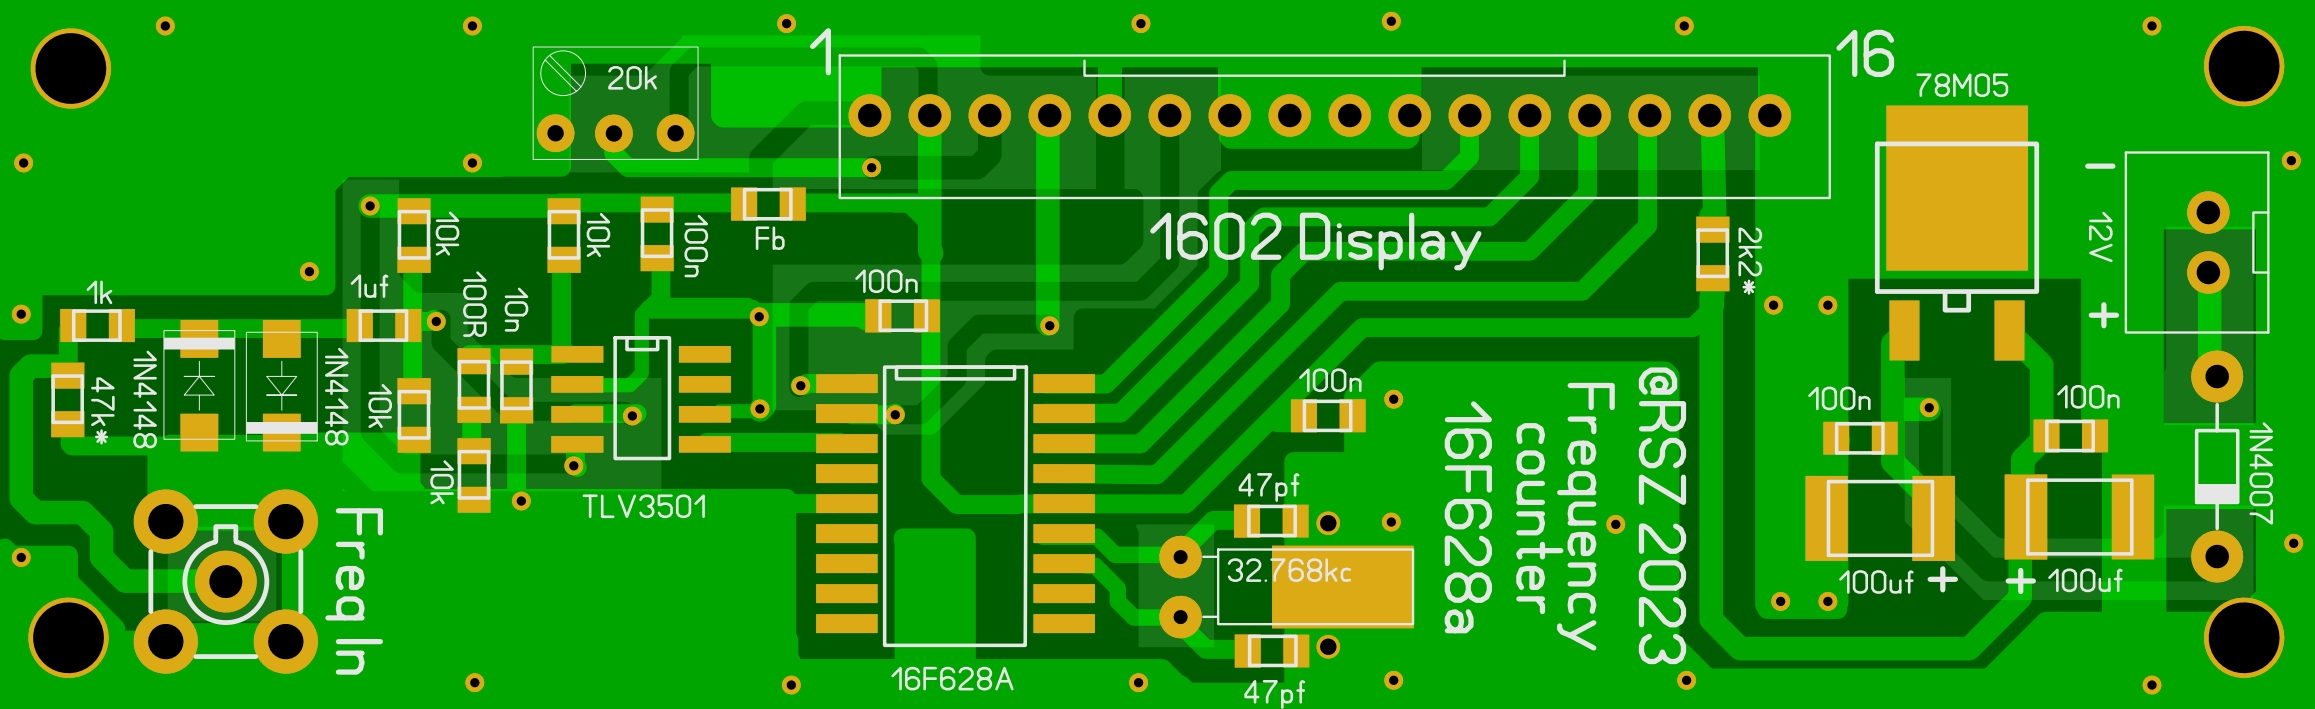 1
16
20k
78M05
10k
10k
100n
Fb
1602 Display
2k2*
-
12V
+
1k
1uf
100R
10n
100n
1N4148
1N4148
47k*
10k
10k
TLV3501
100n
@RSZ 2023
Frequency
counter
16F628a
100n
100n
1N4007
47pf
32.768kc
47pf
100uf +
+ 100uf
Freq In
16F628A